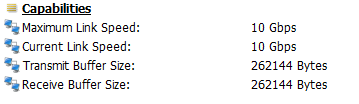 Capabilities
Maximum Link Speed: 10 Gbps
Current Link Speed: 10 Gbps
Transmit Buffer Size: 262144 Bytes
Receive Buffer Size: 262144 Bytes